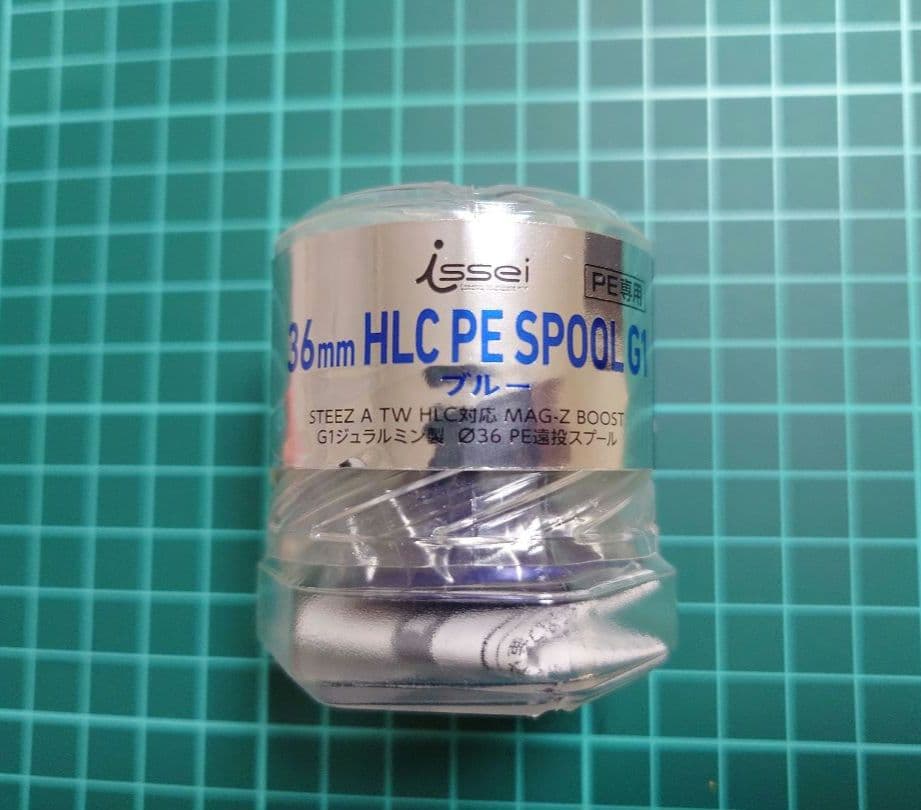 issei
PE専用
36mm HLC PE SPOOL G1
ブルー
STEEZ A TW HLC対応 MAG-Z BOOST
G1ジュラルミン製 Ø36 PE遠投スプール